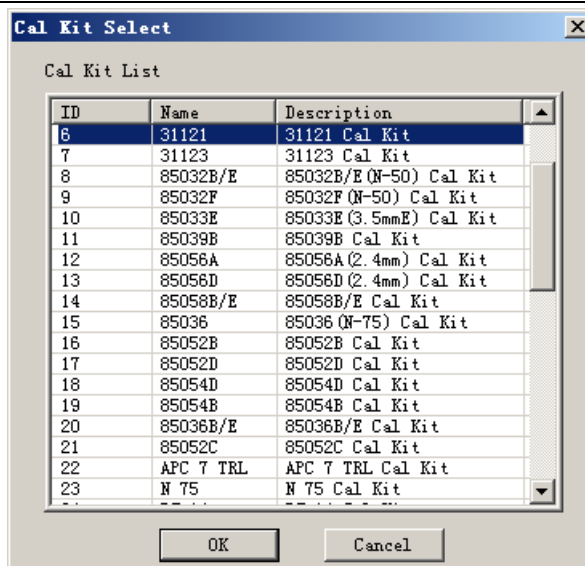 Cal Kit Select
Cal Kit List
ID Name Description
6 31121 31121 Cal Kit
7 31123 31123 Cal Kit
8 85032B/E 85032B/E(N-50) Cal Kit
9 85032F 85032F(N-50) Cal Kit
10 85033E 85033E(3.5mmE) Cal Kit
11 85039B 85039B Cal Kit
12 85056A 85056A(2.4mm) Cal Kit
13 85056D 85056D(2.4mm) Cal Kit
14 85058B/E 85058B/E Cal Kit
15 85036 85036(N-75) Cal Kit
16 85052B 85052B Cal Kit
17 85052D 85052D Cal Kit
18 85054D 85054D Cal Kit
19 85054B 85054B Cal Kit
20 85036B/E 85036B/E Cal Kit
21 85052C 85052C Cal Kit
22 APC 7 TRL APC 7 TRL Cal Kit
23 N 75 N 75 Cal Kit
OK Cancel